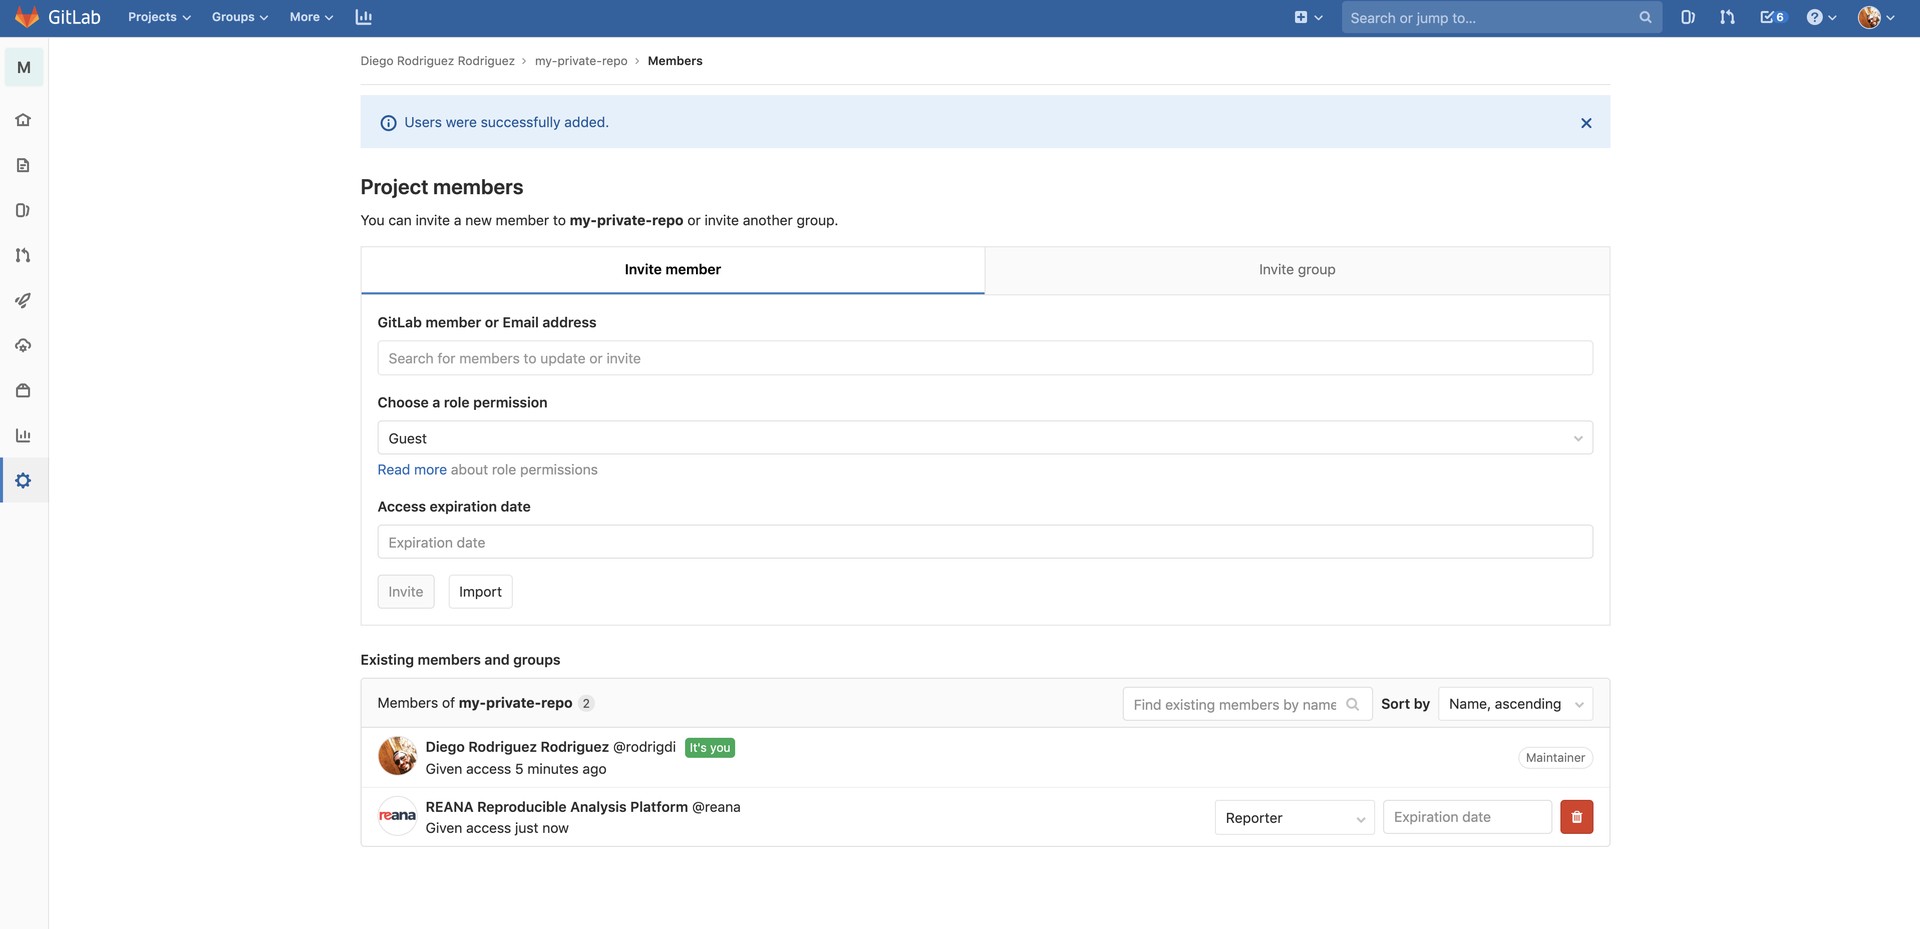 GitLab Projects Groups More Search or jump to... 6
M
Diego Rodriguez Rodriguez › my-private-repo › Members
Users were successfully added.
Project members
You can invite a new member to my-private-repo or invite another group.
Invite member Invite group
GitLab member or Email address
Search for members to update or invite
Choose a role permission
Guest
Read more about role permissions
Access expiration date
Expiration date
Invite Import
Existing members and groups
Members of my-private-repo 2 Find existing members by name Sort by Name, ascending
Diego Rodriguez Rodriguez @rodrigdi It's you
Given access 5 minutes ago
Maintainer
reana
REANA Reproducible Analysis Platform @reana
Given access just now
Reporter Expiration date